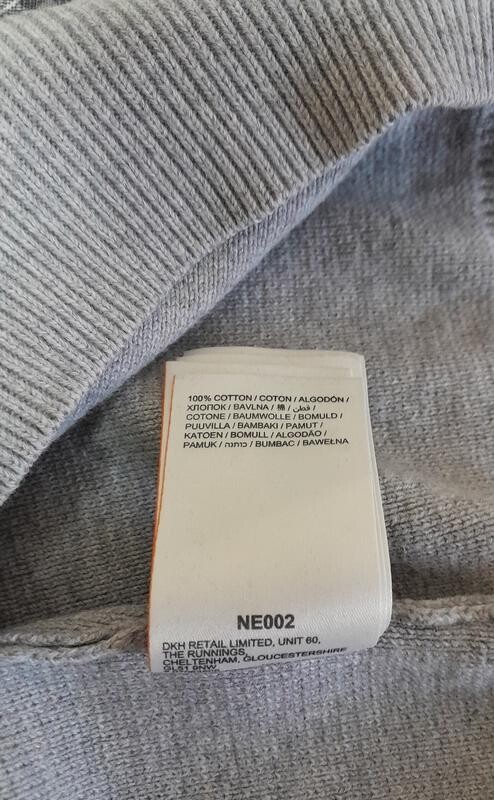 100% COTTON / COTON / ALGODÓN /
ХЛОПОК / BAVLNA / 棉 / قطن /
COTONE / BAUMWOLLE / BOMULD /
PUUVILLA / BAMBAKI / PAMUT /
KATOEN / BOMULL / ALGODÃO /
PAMUK / כותנה / BUMBAC / BAWEŁNA
NE002
DKH RETAIL LIMITED, UNIT 60,
THE RUNNINGS,
CHELTENHAM, GLOUCESTERSHIRE
GL51 9NW